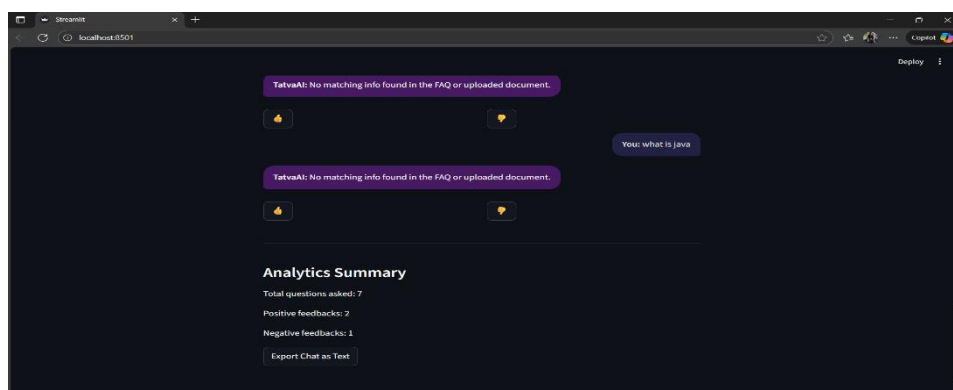 Streamlit
localhost:8501
Copilot
Deploy
TatvaAI: No matching info found in the FAQ or uploaded document.
You: what is java
TatvaAI: No matching info found in the FAQ or uploaded document.
Analytics Summary
Total questions asked: 7
Positive feedbacks: 2
Negative feedbacks: 1
Export Chat as Text